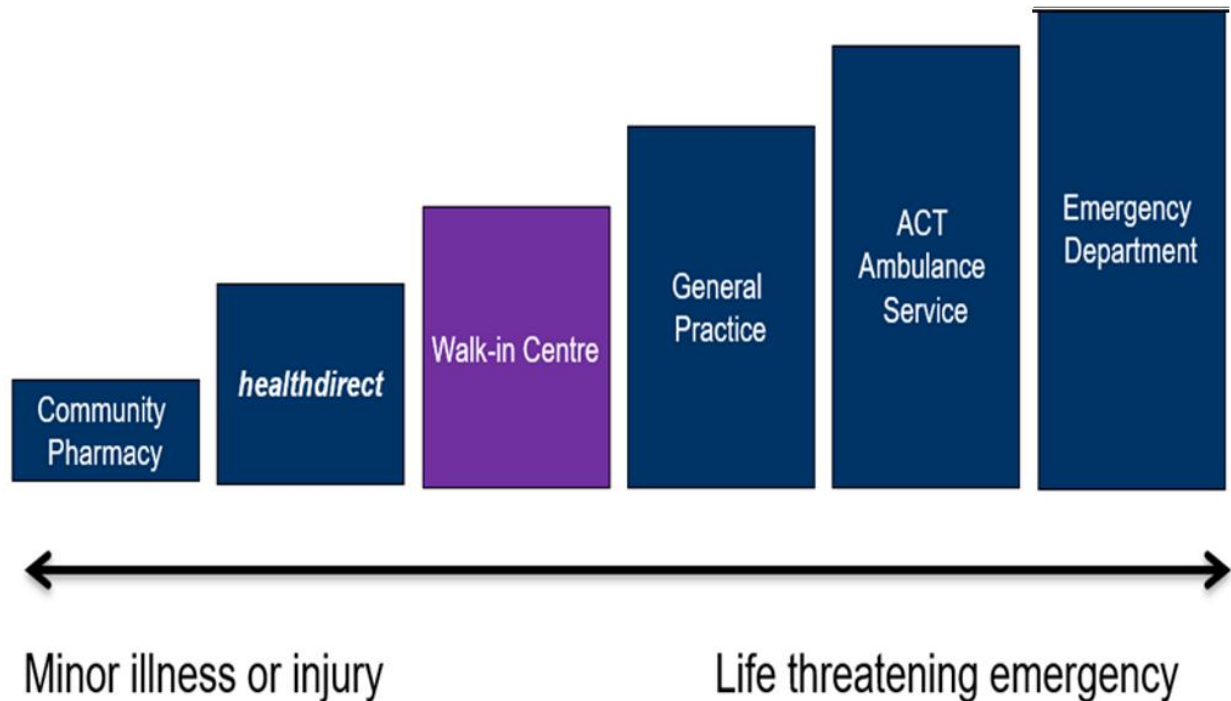 Community
Pharmacy
healthdirect
Walk-in Centre
General
Practice
ACT
Ambulance
Service
Emergency
Department
Minor illness or injury
Life threatening emergency